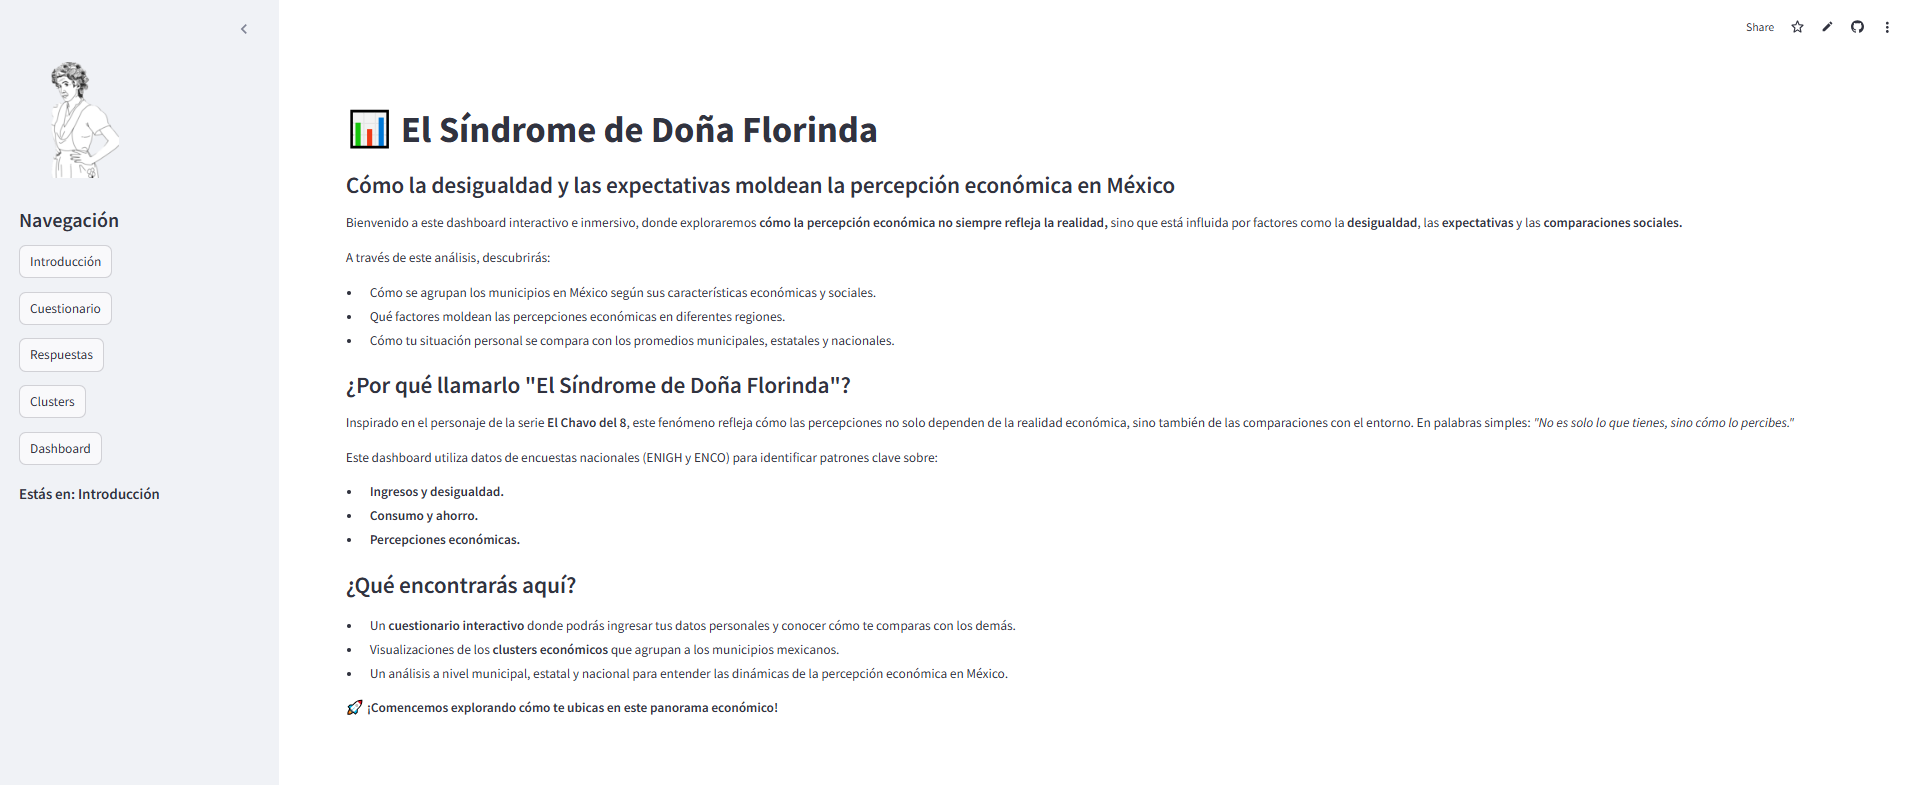 Share
Navegación
Introducción
Cuestionario
Respuestas
Clusters
Dashboard
Estás en: Introducción
El Síndrome de Doña Florinda
Cómo la desigualdad y las expectativas moldean la percepción económica en México
Bienvenido a este dashboard interactivo e inmersivo, donde exploraremos cómo la percepción económica no siempre refleja la realidad, sino que está influida por factores como la desigualdad, las expectativas y las comparaciones sociales.
A través de este análisis, descubrirás:
• Cómo se agrupan los municipios en México según sus características económicas y sociales.
• Qué factores moldean las percepciones económicas en diferentes regiones.
• Cómo tu situación personal se compara con los promedios municipales, estatales y nacionales.
¿Por qué llamarlo "El Síndrome de Doña Florinda"?
Inspirado en el personaje de la serie El Chavo del 8, este fenómeno refleja cómo las percepciones no solo dependen de la realidad económica, sino también de las comparaciones con el entorno. En palabras simples: "No es solo lo que tienes, sino cómo lo percibes."
Este dashboard utiliza datos de encuestas nacionales (ENIGH y ENCO) para identificar patrones clave sobre:
• Ingresos y desigualdad.
• Consumo y ahorro.
• Percepciones económicas.
¿Qué encontrarás aquí?
• Un cuestionario interactivo donde podrás ingresar tus datos personales y conocer cómo te comparas con los demás.
• Visualizaciones de los clusters económicos que agrupan a los municipios mexicanos.
• Un análisis a nivel municipal, estatal y nacional para entender las dinámicas de la percepción económica en México.
🚀 ¡Comencemos explorando cómo te ubicas en este panorama económico!